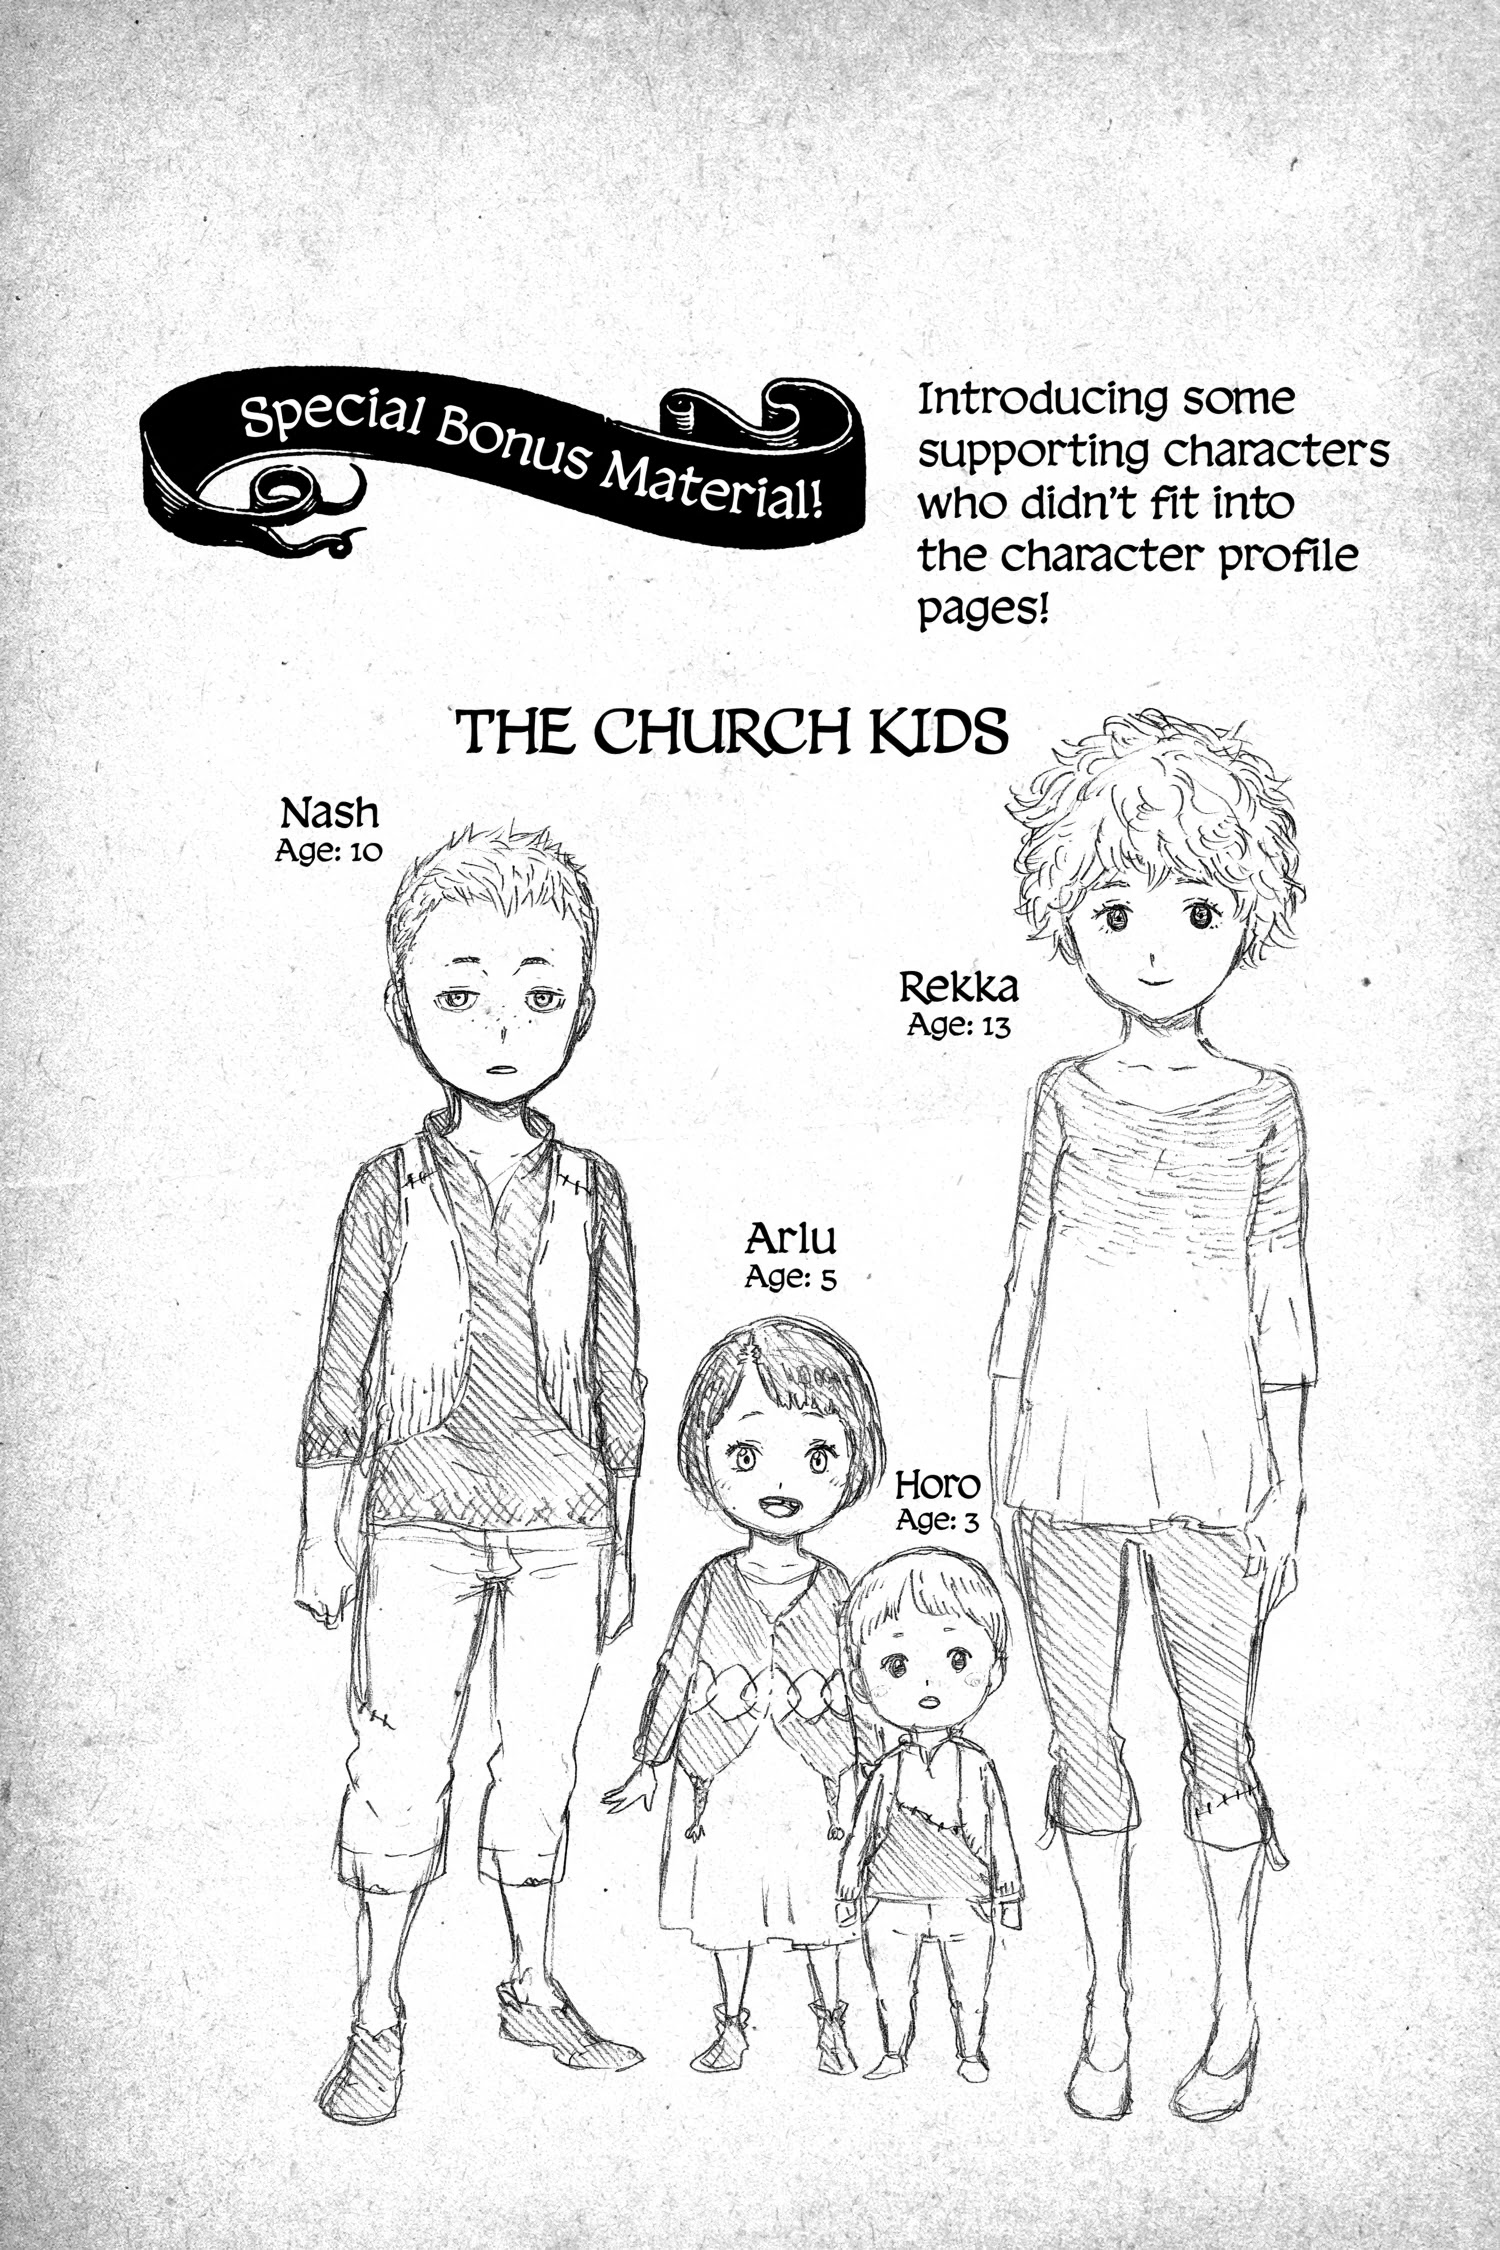 Special Bonus Material!
Introducing some
supporting characters
who didn't fit into
the character profile
pages!
THE CHURCH KIDS
Nash
Age: 10
Rekka
Age: 13
Arlu
Age: 5
Horo
Age: 3